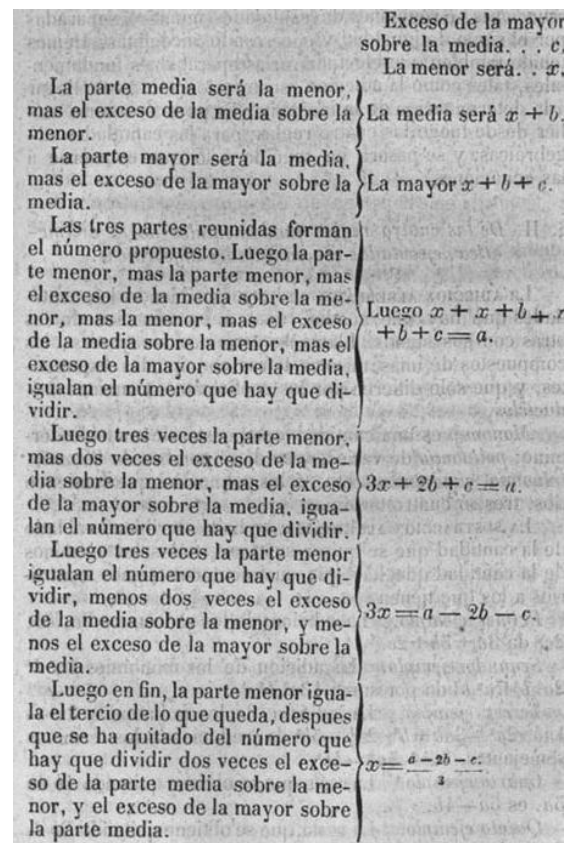 Exceso de la mayor
sobre la media. . c.
La menor será. . x.
La parte media será la menor,
mas el exceso de la media sobre la
menor.
La media será x + b.
La parte mayor será la media,
mas el exceso de la mayor sobre la
media.
La mayor x + b + c.
Las tres partes reunidas forman
el número propuesto. Luego la par-
te menor, mas la parte menor, mas
el exceso de la media sobre la me-
nor, mas la menor, mas el exceso
de la media sobre la menor, mas el
exceso de la mayor sobre la media,
igualan el número que hay que di-
vidir.
Luego x + x + b + x
+ b + c = a.
Luego tres veces la parte menor,
mas dos veces el exceso de la me-
dia sobre la menor, mas el exceso
de la mayor sobre la media, igua-
lan el número que hay que dividir.
3x + 2b + c = a.
Luego tres veces la parte menor
igualan el número que hay que di-
vidir, menos dos veces el exceso
de la media sobre la menor, y me-
nos el exceso de la mayor sobre la
media.
3x = a — 2b — c.
Luego en fin, la parte menor igua-
la el tercio de lo que queda, despues
que se ha quitado del número que
hay que dividir dos veces el exce-
so de la parte media sobre la me-
nor, y el exceso de la mayor sobre
la parte media.
x = a — 2b — c.
3